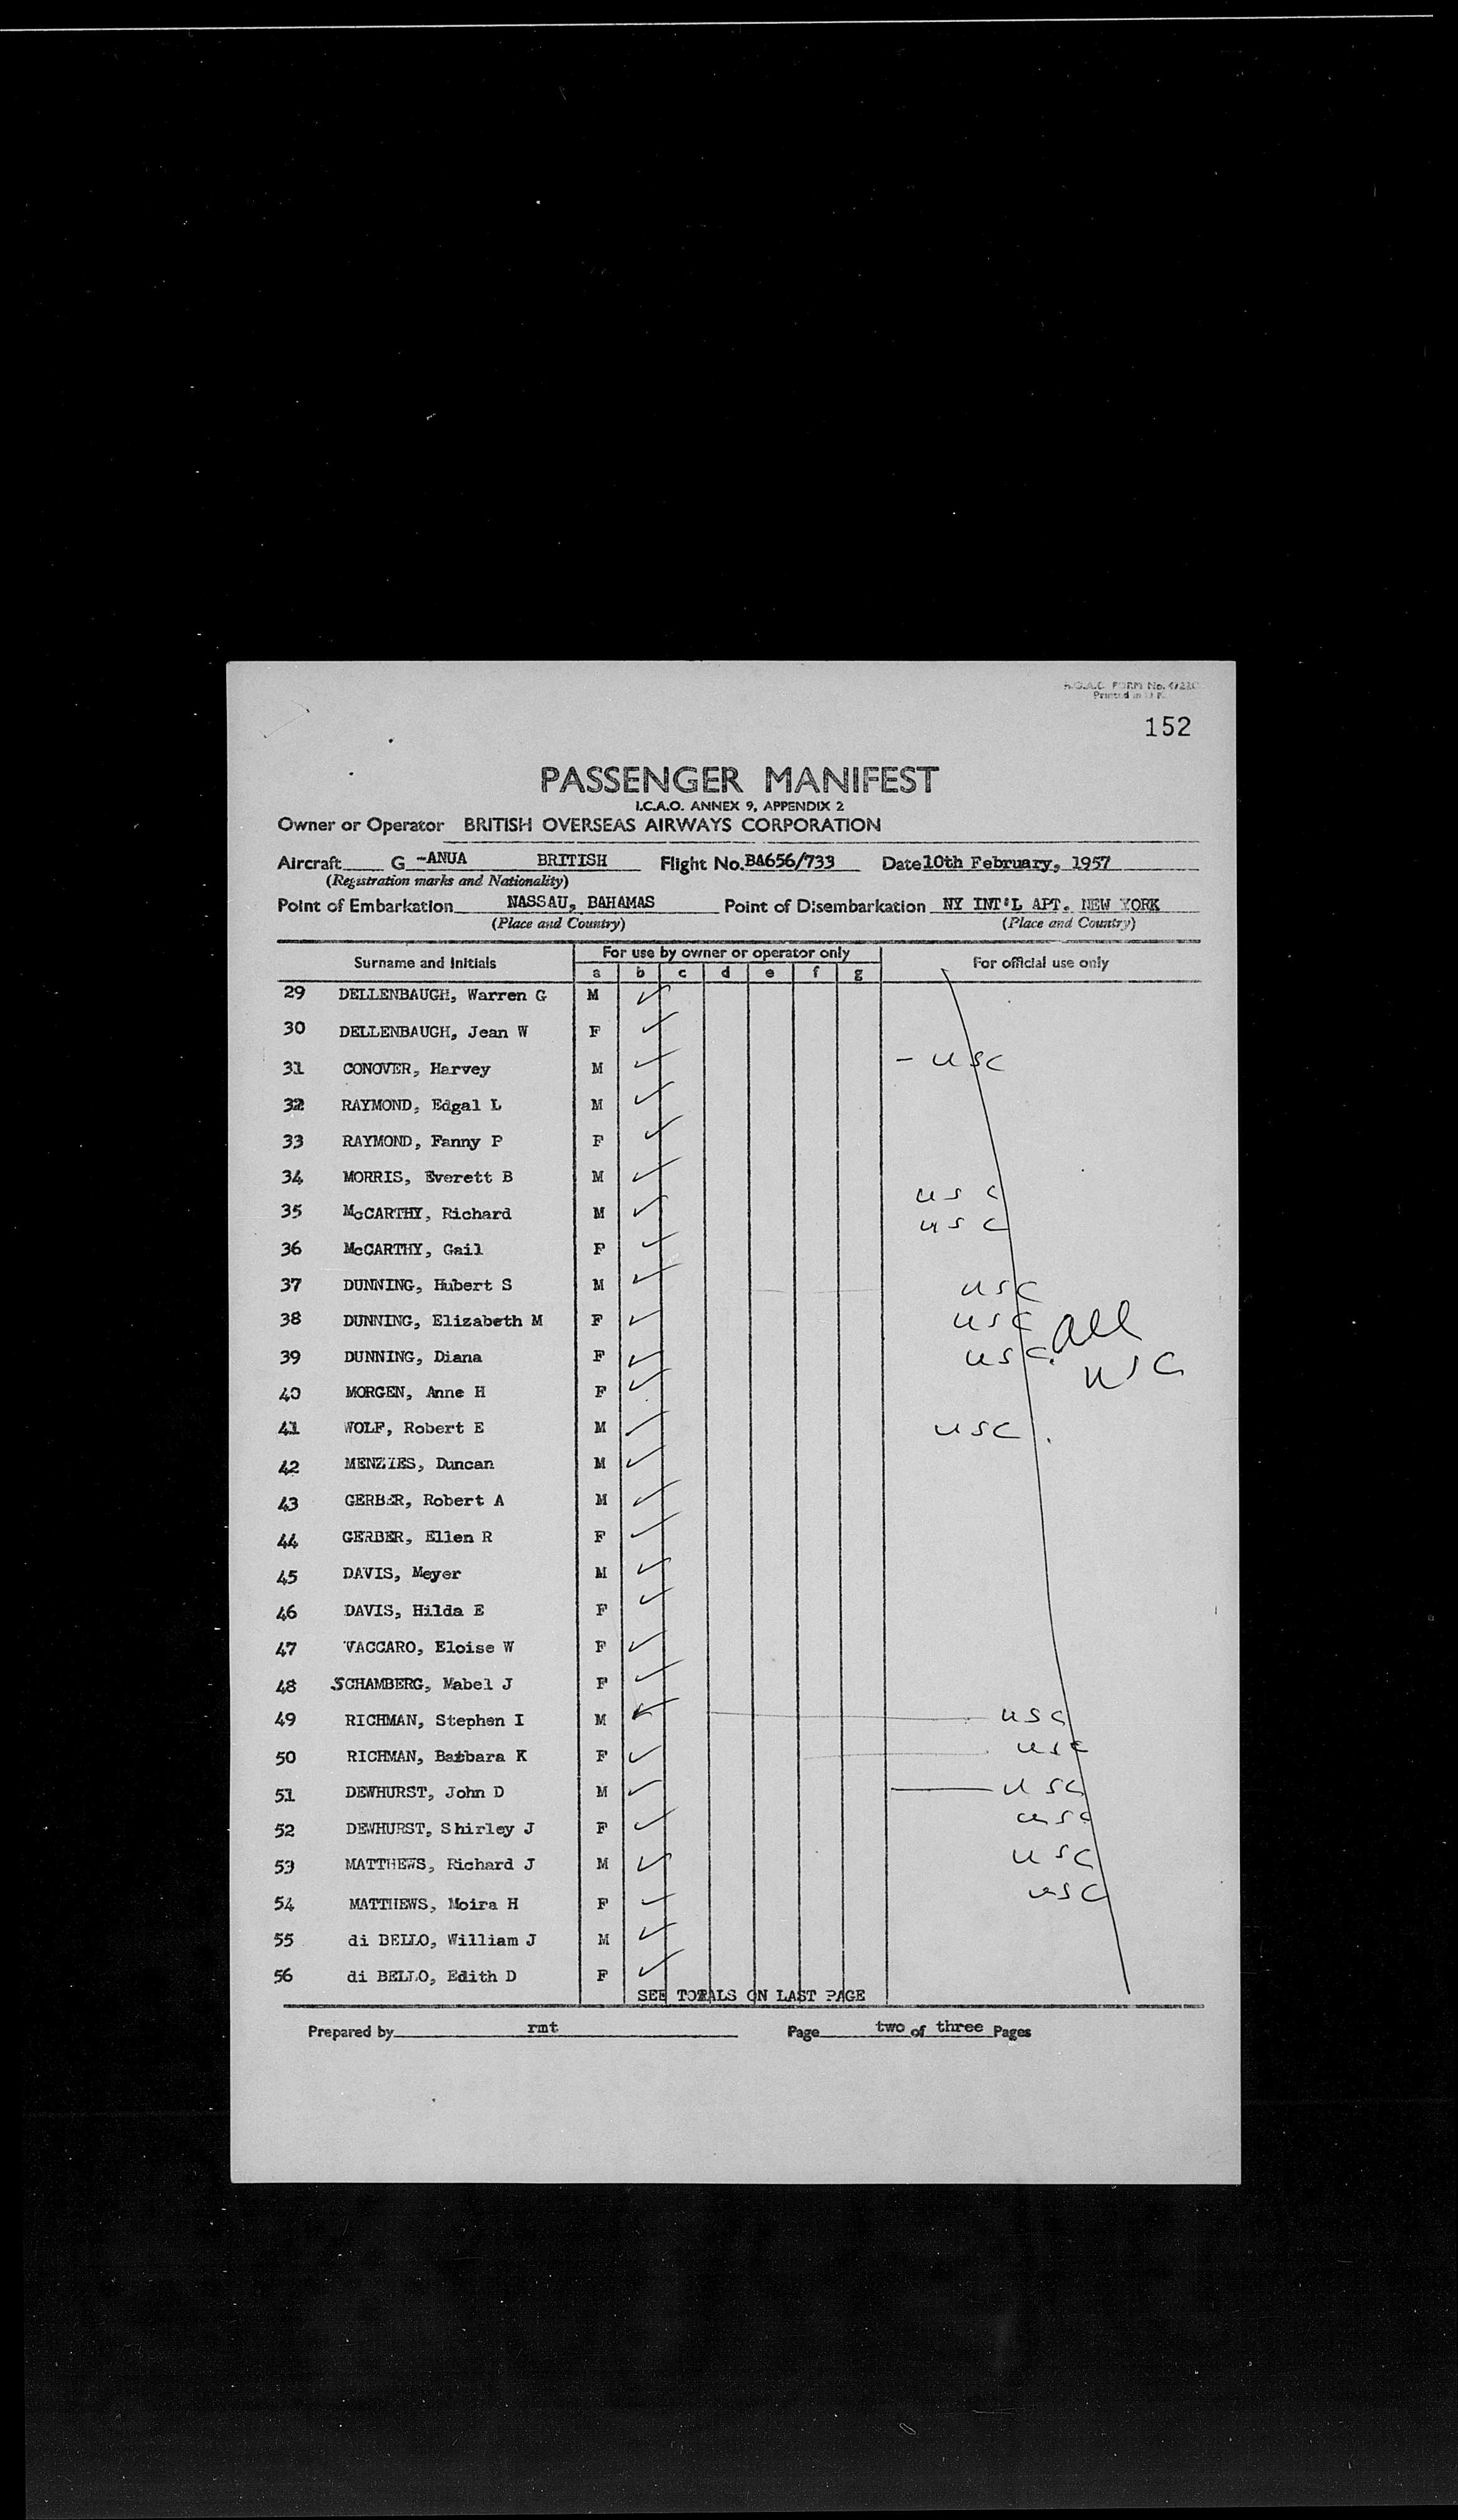 B.O.A.C. FORM No.
Printed in U.K.
152
PASSENGER MANIFEST
I.C.A.O. ANNEX 9, APPENDIX 2
Owner or Operator BRITISH OVERSEAS AIRWAYS CORPORATION
Aircraft G -ANUA BRITISH Flight No. BA656/733 Date 10th February, 1957
(Registration marks and Nationality)
Point of Embarkation NASSAU, BAHAMAS Point of Disembarkation NY INT'L APT. NEW YORK
(Place and Country) (Place and Country)
Surname and Initials For use by owner or operator only For official use only
a b c d e f g
29 DELLENBAUGH, Warren G M ✓
30 DELLENBAUGH, Jean W F ✓
31 CONOVER, Harvey M ✓ - usc
32 RAYMOND, Edgal L M ✓
33 RAYMOND, Fanny P F ✓
34 MORRIS, Everett B M ✓
35 McCARTHY, Richard M ✓ usc
36 McCARTHY, Gail F ✓ usc
37 DUNNING, Hubert S M ✓ usc
38 DUNNING, Elizabeth M F ✓ usc all
39 DUNNING, Diana F ✓ usc. usc
40 MORGEN, Anne H F ✓
41 WOLF, Robert E M ✓ usc.
42 MENZIES, Duncan M ✓
43 GERBER, Robert A M ✓
44 GERBER, Ellen R F ✓
45 DAVIS, Meyer M ✓
46 DAVIS, Hilda E F ✓
47 VACCARO, Eloise W F ✓
48 SCHAMBERG, Mabel J F ✓
49 RICHMAN, Stephen I M ✓ usc
50 RICHMAN, Barbara K F ✓ usc
51 DEWHURST, John D M ✓ usc
52 DEWHURST, Shirley J F ✓ usc
53 MATTHEWS, Richard J M ✓ usc
54 MATTHEWS, Moira H F ✓ usc
55 di BELLO, William J M ✓
56 di BELLO, Edith D F ✓
SEE TOTALS ON LAST PAGE
Prepared by rmt Page two of three Pages